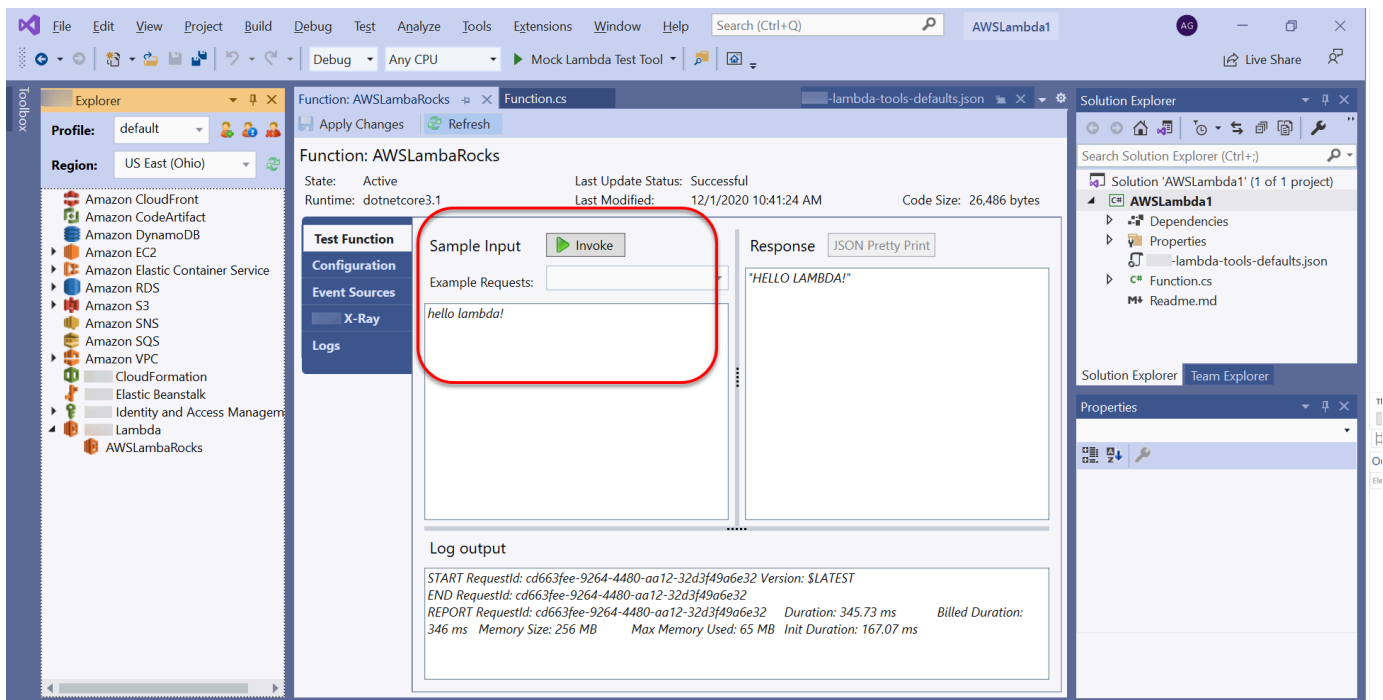 File Edit View Project Build Debug Test Analyze Tools Extensions Window Help Search (Ctrl+Q) AWSLambda1 AG
Debug Any CPU Mock Lambda Test Tool Live Share
Toolbox
Explorer
Profile: default
Region: US East (Ohio)
Amazon CloudFront
Amazon CodeArtifact
Amazon DynamoDB
Amazon EC2
Amazon Elastic Container Service
Amazon RDS
Amazon S3
Amazon SNS
Amazon SQS
Amazon VPC
CloudFormation
Elastic Beanstalk
Identity and Access Managem
Lambda
AWSLambaRocks
Function: AWSLambaRocks Function.cs -lambda-tools-defaults.json
Apply Changes Refresh
Function: AWSLambaRocks
State: Active Last Update Status: Successful
Runtime: dotnetcore3.1 Last Modified: 12/1/2020 10:41:24 AM Code Size: 26,486 bytes
Test Function
Configuration
Event Sources
X-Ray
Logs
Sample Input Invoke
Example Requests:
hello lambda!
Response JSON Pretty Print
"HELLO LAMBDA!"
Log output
START RequestId: cd663fee-9264-4480-aa12-32d3f49a6e32 Version: $LATEST
END RequestId: cd663fee-9264-4480-aa12-32d3f49a6e32
REPORT RequestId: cd663fee-9264-4480-aa12-32d3f49a6e32 Duration: 345.73 ms Billed Duration:
346 ms Memory Size: 256 MB Max Memory Used: 65 MB Init Duration: 167.07 ms
Solution Explorer
Search Solution Explorer (Ctrl+;)
Solution 'AWSLambda1' (1 of 1 project)
C# AWSLambda1
Dependencies
Properties
-lambda-tools-defaults.json
C# Function.cs
M Readme.md
Solution Explorer Team Explorer
Properties